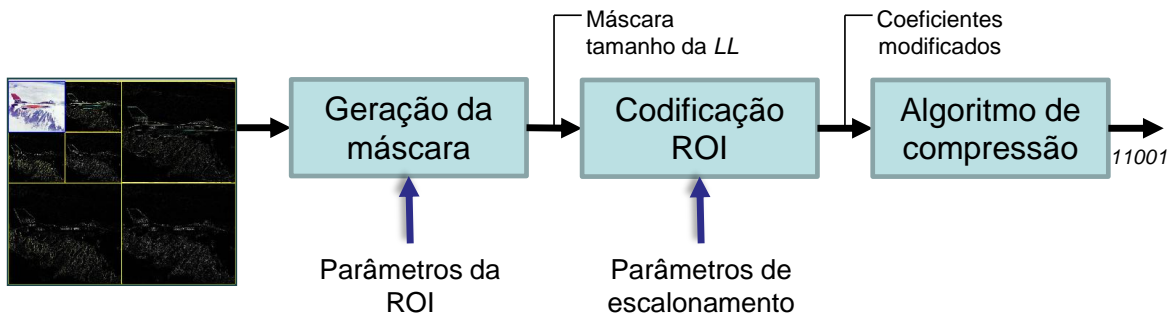 Máscara
tamanho da LL
Coeficientes
modificados
Geração da
máscara
Codificação
ROI
Algoritmo de
compressão
11001
Parâmetros da
ROI
Parâmetros de
escalonamento